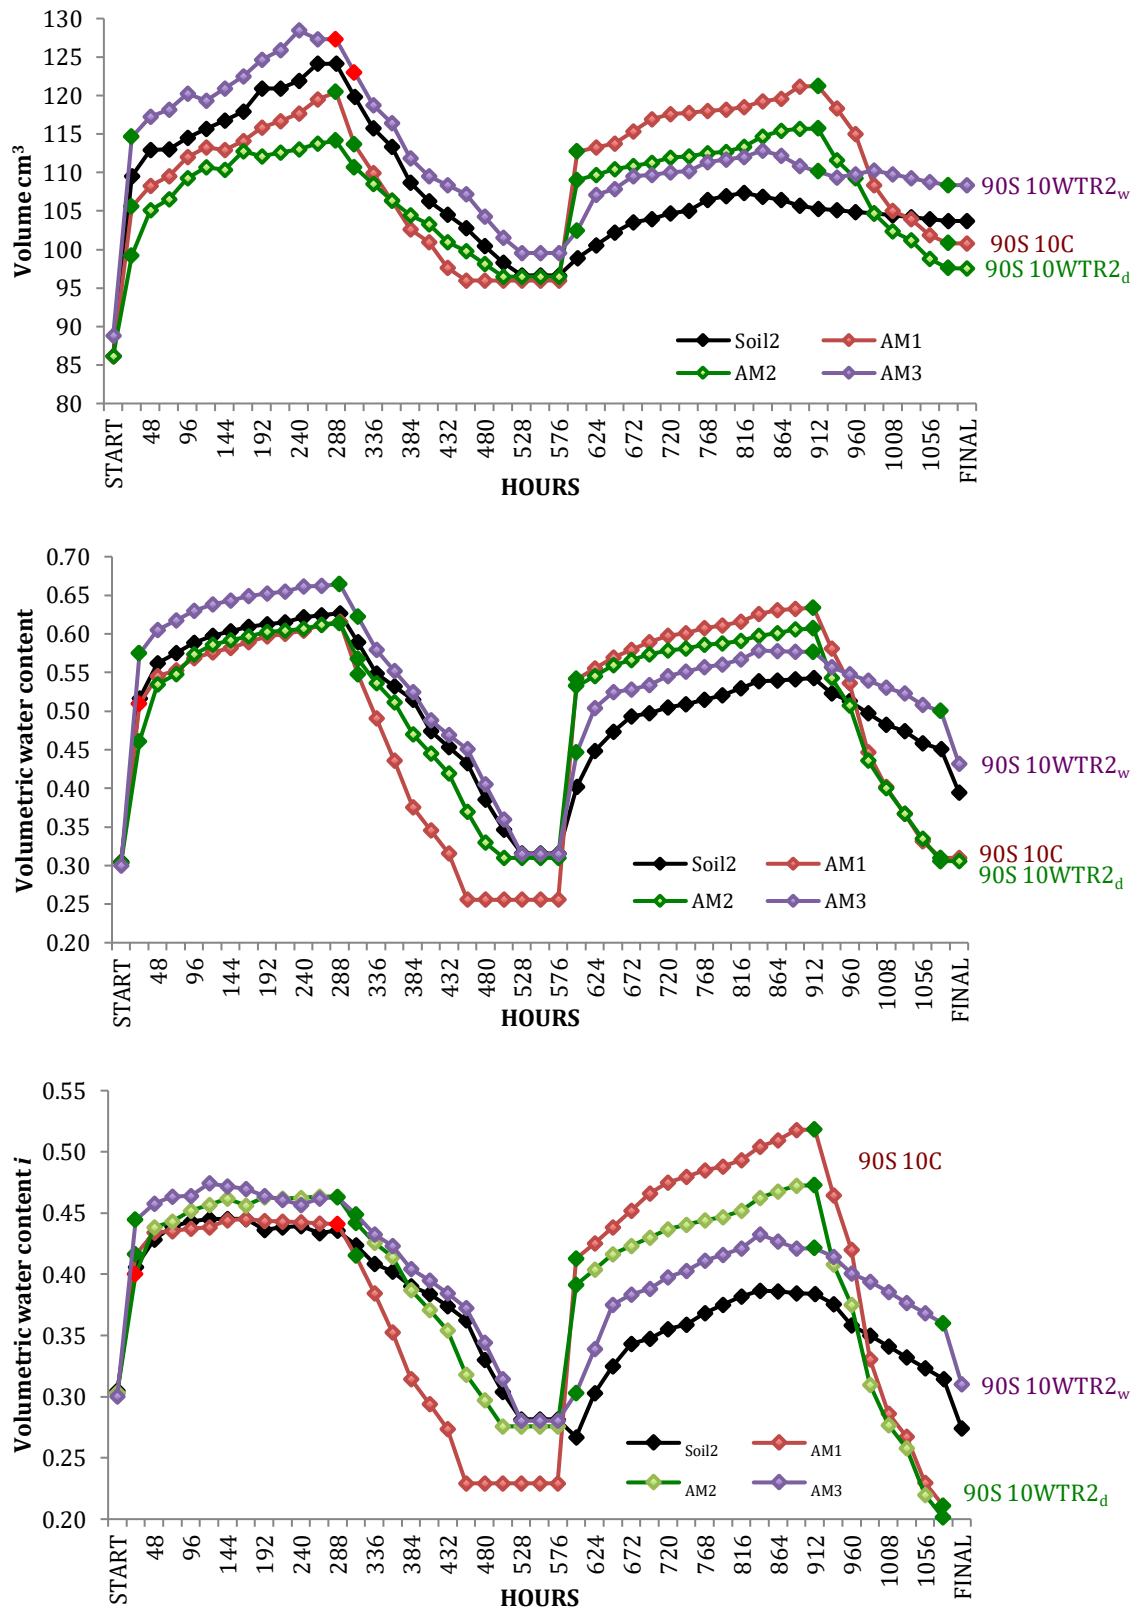 130
125
120
115
110
105
100
95
90
85
80
Volume cm³
90S 10WTR2w
90S 10C
90S 10WTR2d
Soil2 AM1
AM2 AM3
START 48 96 144 192 240 288 336 384 432 480 528 576 624 672 720 768 816 864 912 960 1008 1056 FINAL
HOURS
0.70
0.65
0.60
0.55
0.50
0.45
0.40
0.35
0.30
0.25
0.20
Volumetric water content
90S 10WTR2w
90S 10C
90S 10WTR2d
Soil2 AM1
AM2 AM3
START 48 96 144 192 240 288 336 384 432 480 528 576 624 672 720 768 816 864 912 960 1008 1056 FINAL
HOURS
0.55
0.50
0.45
0.40
0.35
0.30
0.25
0.20
Volumetric water content i
90S 10C
90S 10WTR2w
90S 10WTR2d
Soil2 AM1
AM2 AM3
START 48 96 144 192 240 288 336 384 432 480 528 576 624 672 720 768 816 864 912 960 1008 1056 FINAL
HOURS